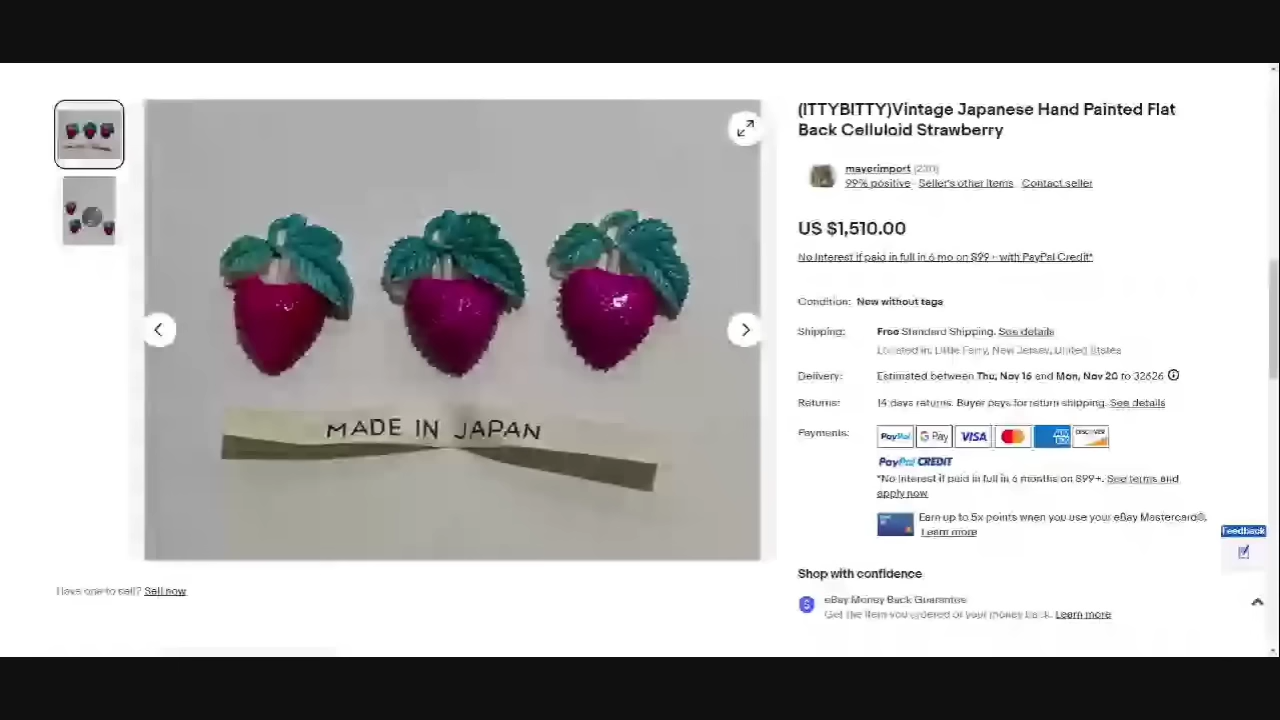 (ITTYBITTY)Vintage Japanese Hand Painted Flat
Back Celluloid Strawberry
mayerimport (220)
99% positive Seller's other items Contact seller
US $1,510.00
No Interest if paid in full in 6 mo on $99+ with PayPal Credit*
Condition: New without tags
Shipping: Free Standard Shipping. See details
Located in: Little Ferry, New Jersey, United States
Delivery: Estimated between Thu, Nov 16 and Mon, Nov 20 to 32626
Returns: 14 days returns. Buyer pays for return shipping. See details
Payments: PayPal G Pay VISA DISCOVER
PayPal CREDIT
*No Interest if paid in full in 6 months on $99+. See terms and
apply now
Earn up to 5x points when you use your eBay Mastercard®.
Learn more
Feedback
Shop with confidence
eBay Money Back Guarantee
Get the item you ordered or your money back. Learn more
MADE IN JAPAN
Have one to sell? Sell now